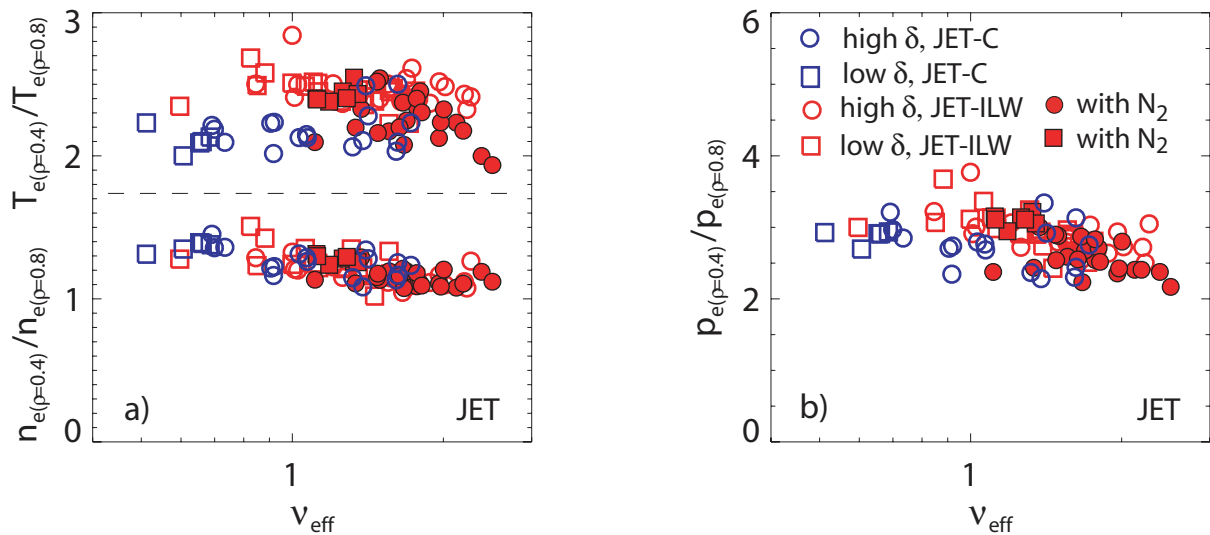 3
2
1
0
n_e(ρ=0.4)/n_e(ρ=0.8) T_e(ρ=0.4)/T_e(ρ=0.8)
a)
JET
1
ν_eff
6
4
2
0
p_e(ρ=0.4)/p_e(ρ=0.8)
high δ, JET-C
low δ, JET-C
high δ, JET-ILW
with N₂
low δ, JET-ILW
with N₂
b)
JET
1
ν_eff